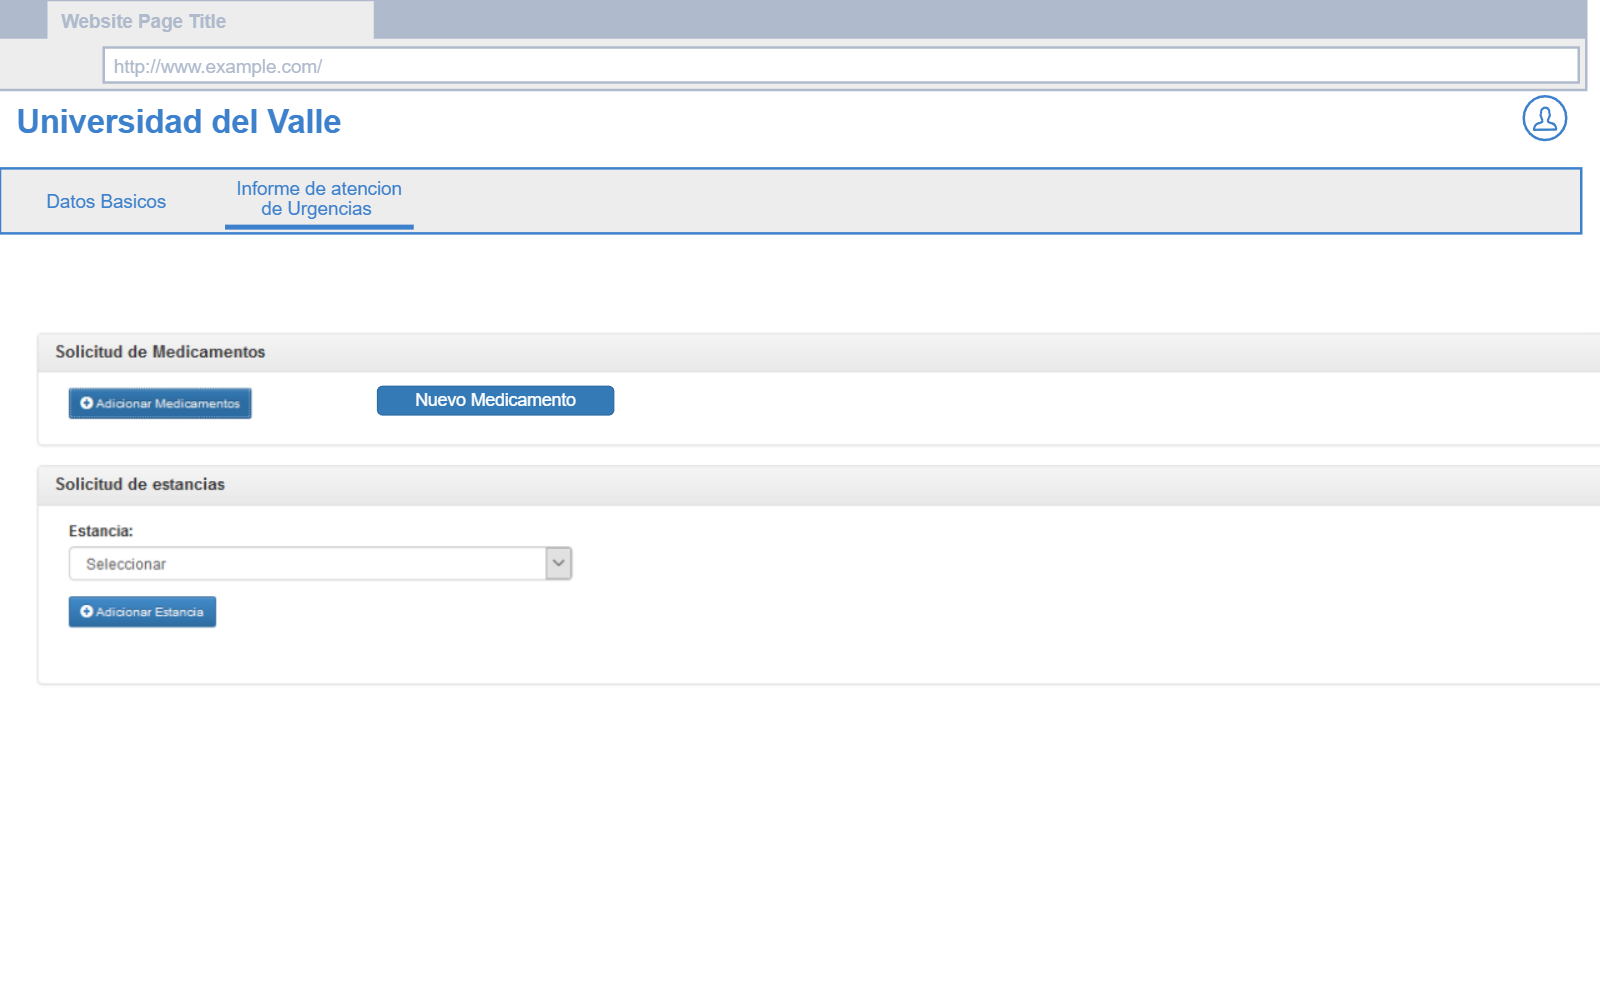 Website Page Title
http://www.example.com/
Universidad del Valle
Datos Basicos
Informe de atencion
de Urgencias
Solicitud de Medicamentos
Adicionar Medicamentos
Nuevo Medicamento
Solicitud de estancias
Estancia:
Seleccionar
Adicionar Estancia